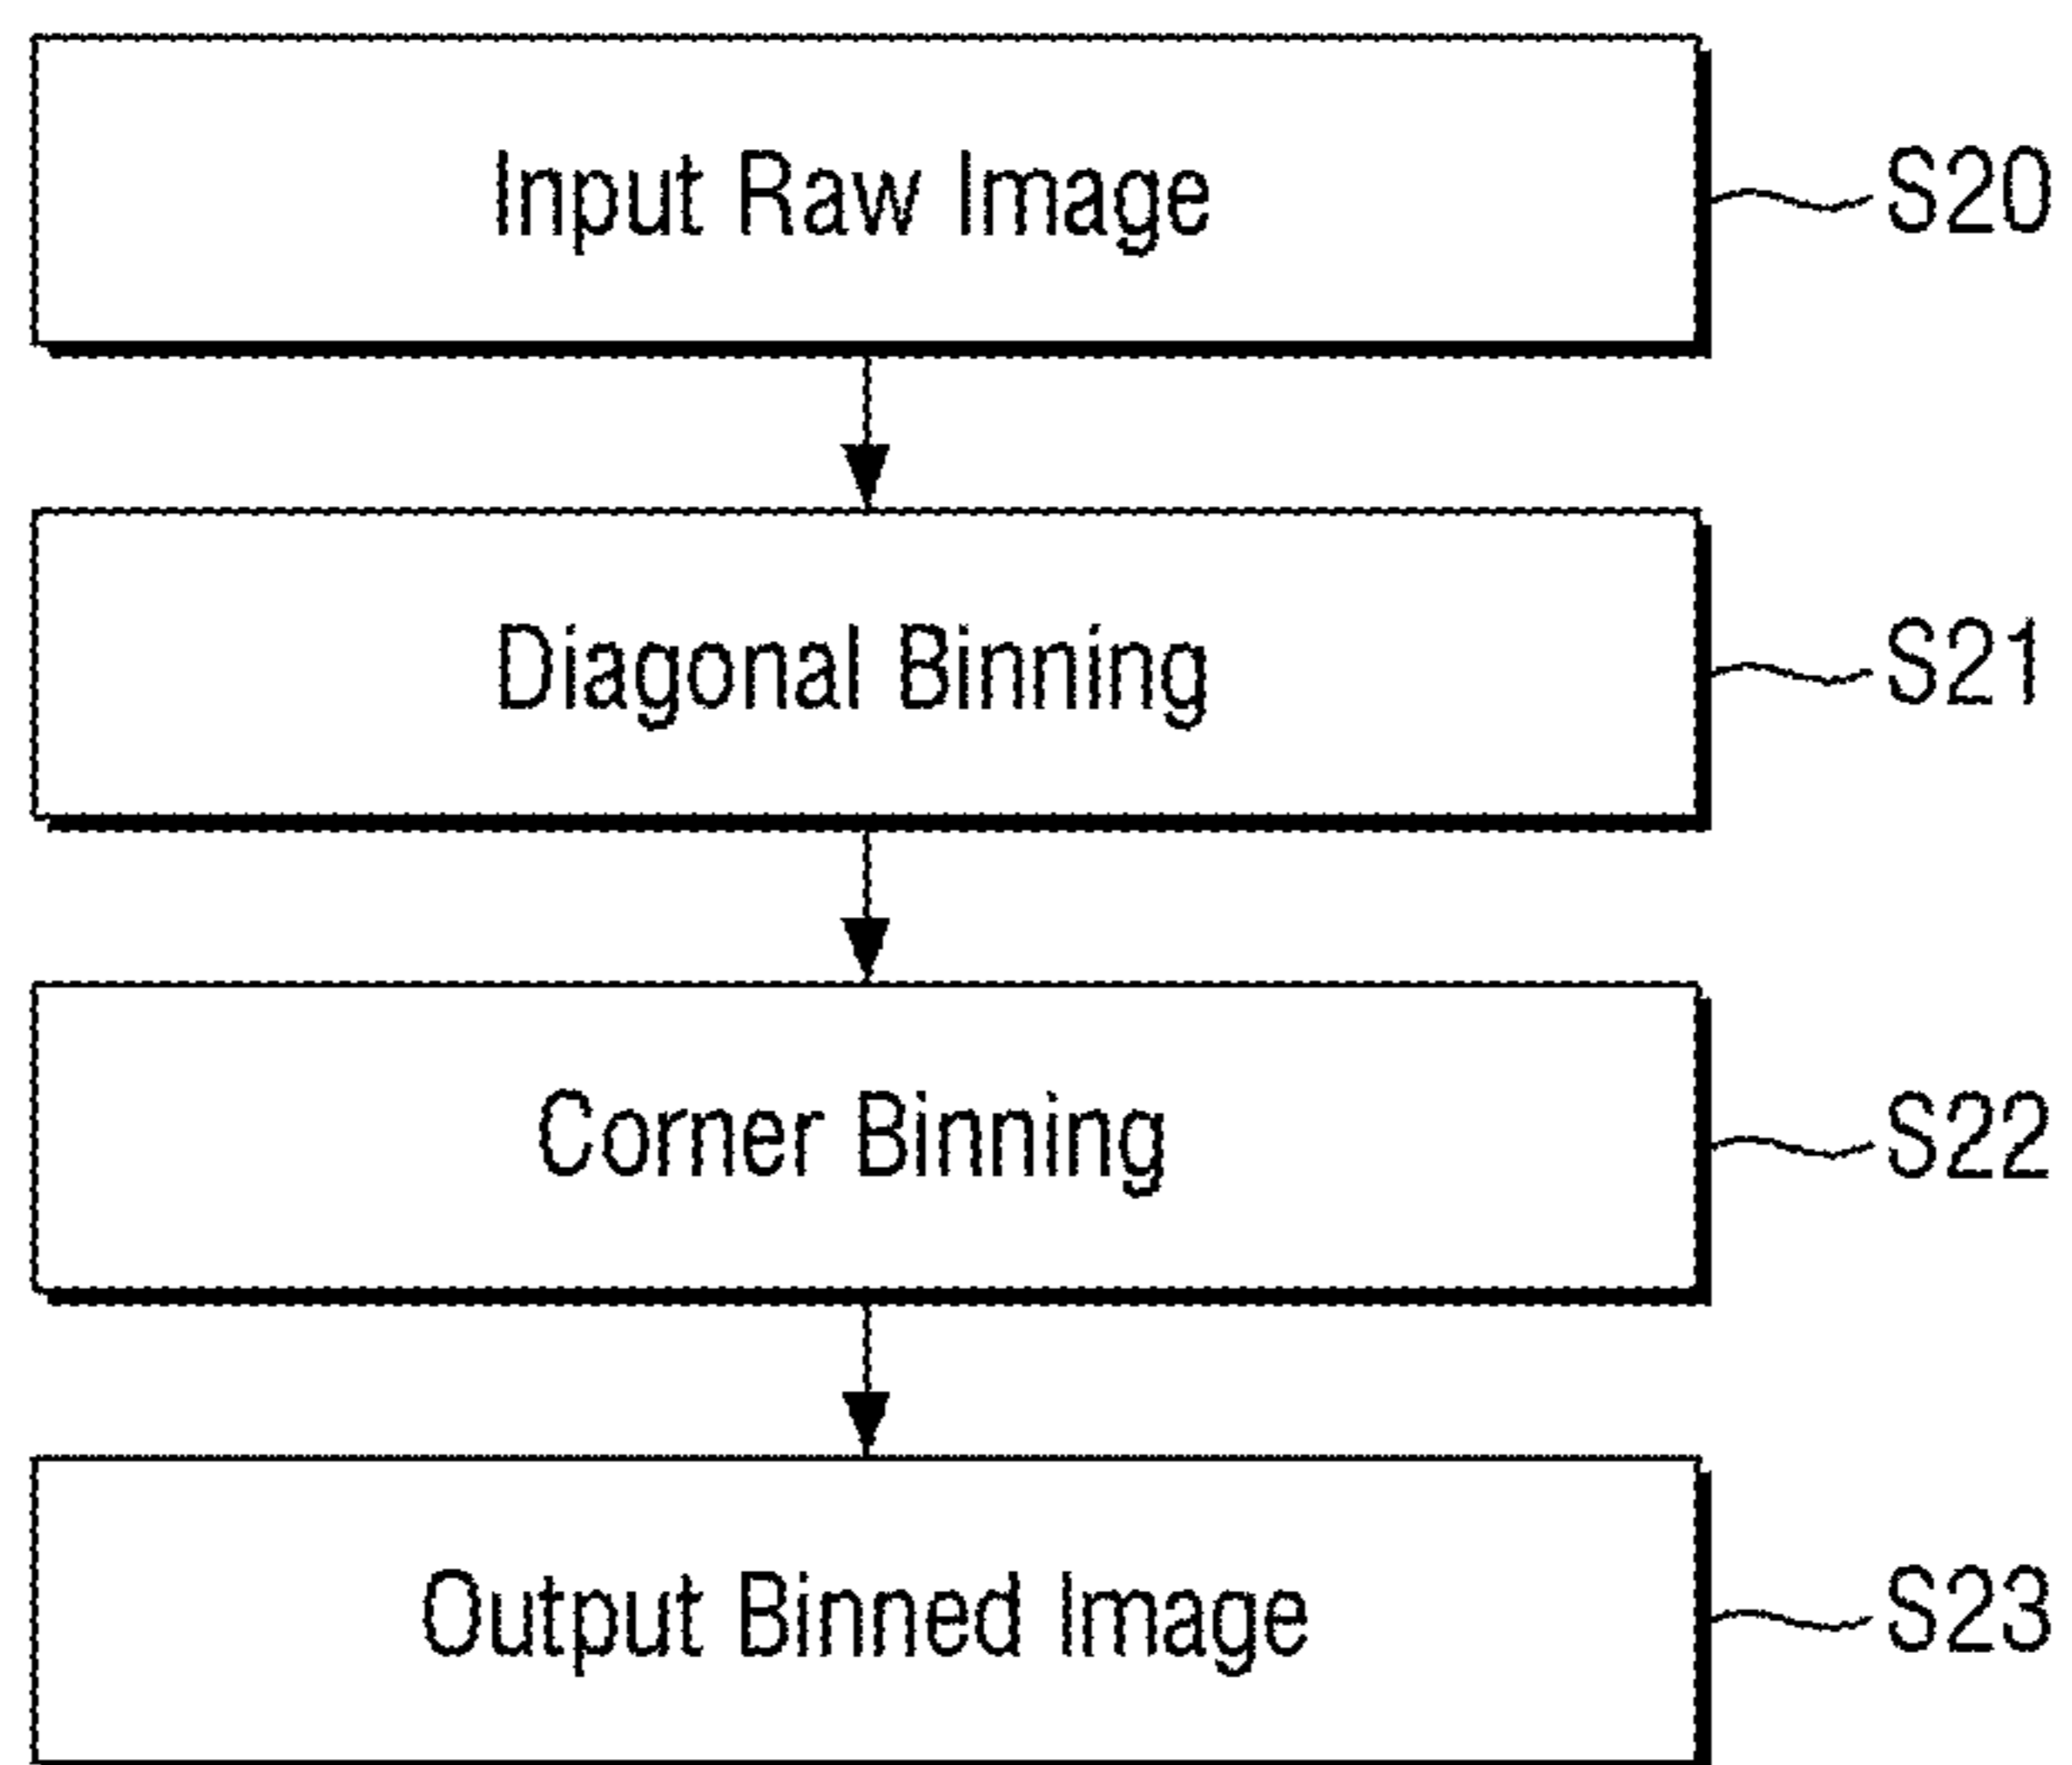 Input Raw Image
S20
Diagonal Binning
S21
Corner Binning
S22
Output Binned Image
S23